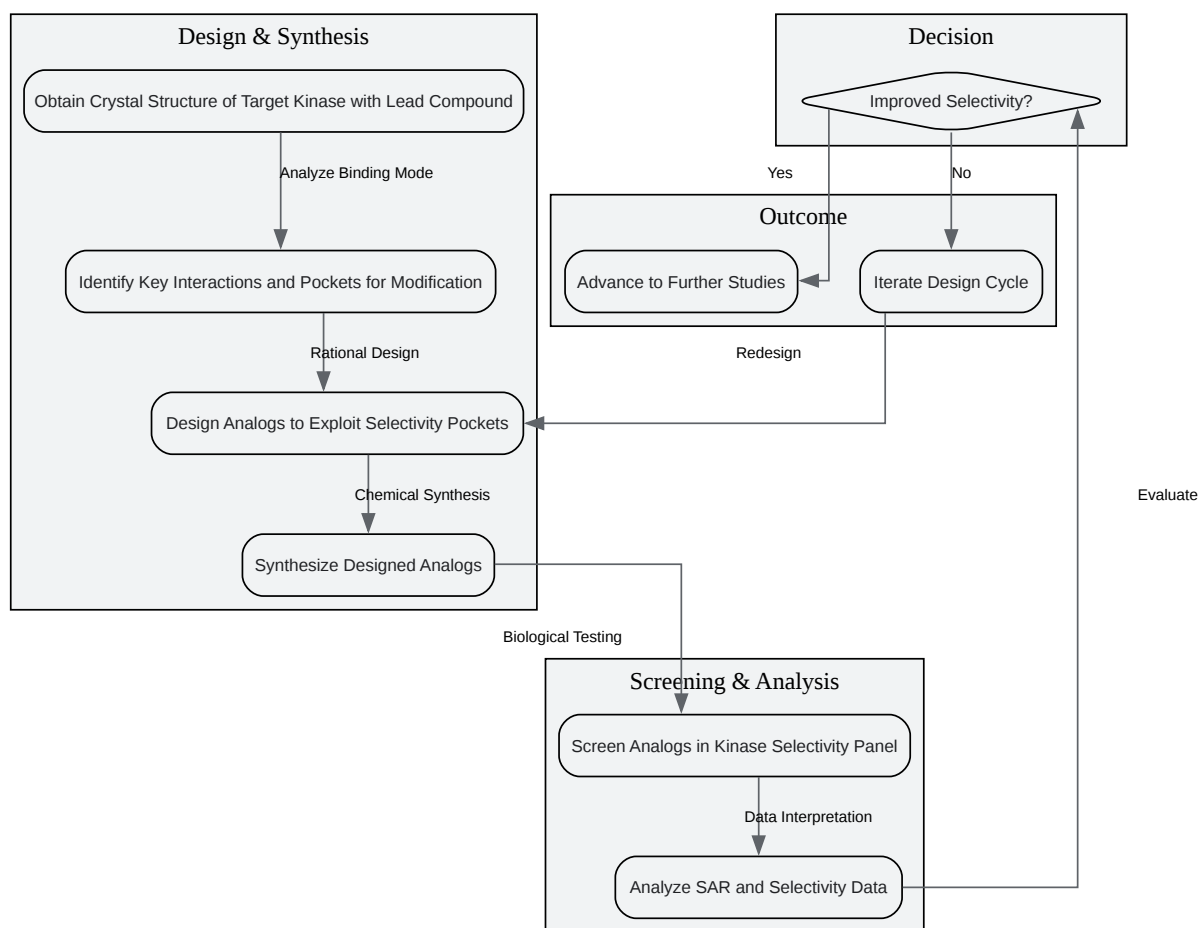 Design & Synthesis
Obtain Crystal Structure of Target Kinase with Lead Compound
Analyze Binding Mode
Identify Key Interactions and Pockets for Modification
Rational Design
Design Analogs to Exploit Selectivity Pockets
Chemical Synthesis
Synthesize Designed Analogs
Biological Testing
Screening & Analysis
Screen Analogs in Kinase Selectivity Panel
Data Interpretation
Analyze SAR and Selectivity Data
Evaluate
Decision
Improved Selectivity?
Yes
No
Outcome
Advance to Further Studies
Iterate Design Cycle
Redesign